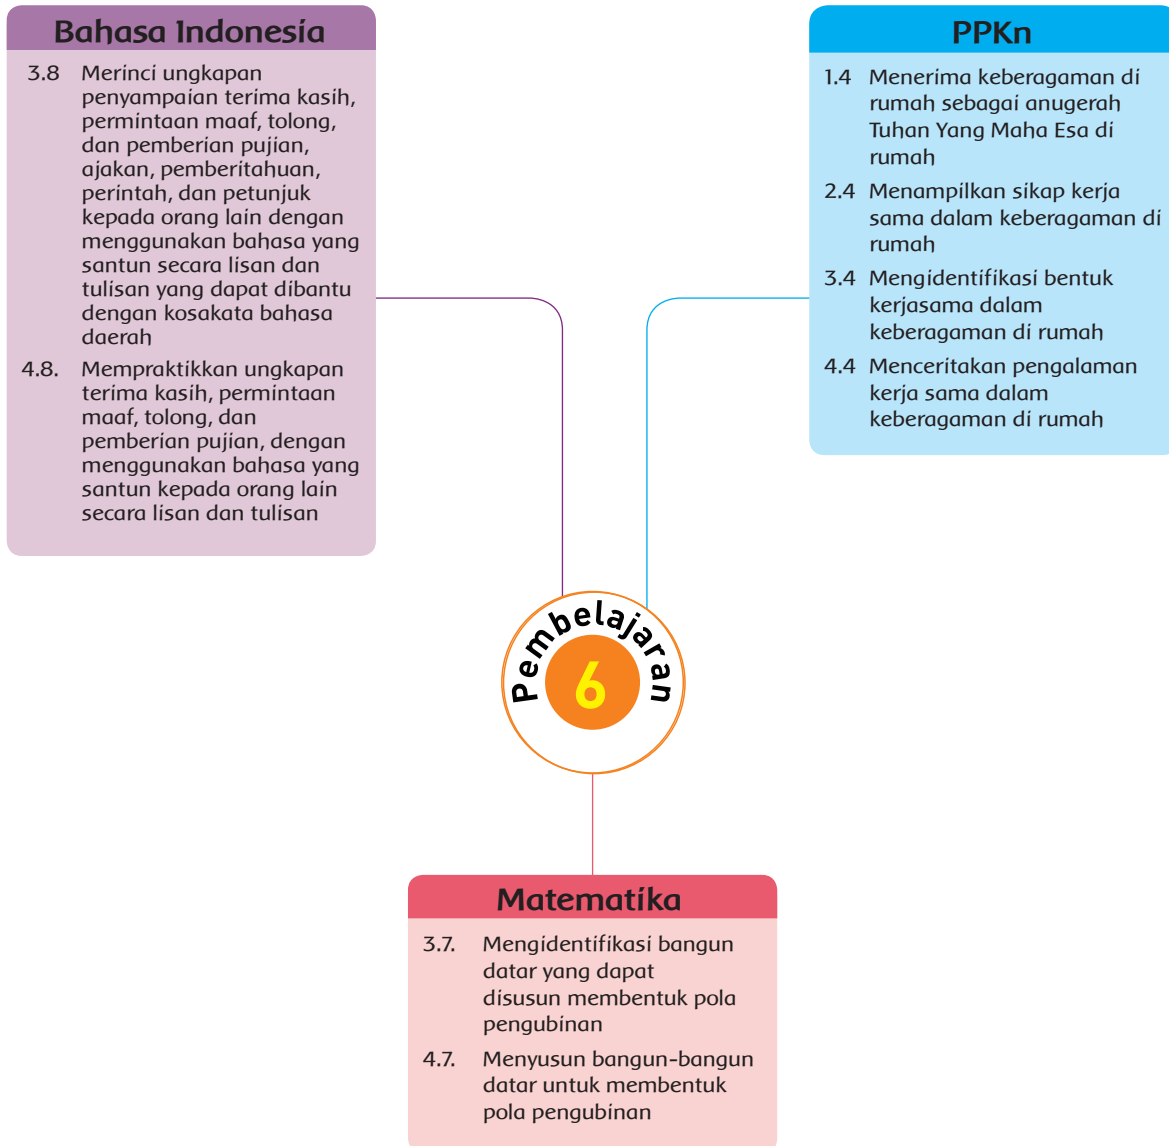 Bahasa Indonesia
3.8 Merinci ungkapan
penyampaian terima kasih,
permintaan maaf, tolong,
dan pemberian pujian,
ajakan, pemberitahuan,
perintah, dan petunjuk
kepada orang lain dengan
menggunakan bahasa yang
santun secara lisan dan
tulisan yang dapat dibantu
dengan kosakata bahasa
daerah
4.8. Mempraktikkan ungkapan
terima kasih, permintaan
maaf, tolong, dan
pemberian pujian, dengan
menggunakan bahasa yang
santun kepada orang lain
secara lisan dan tulisan
PPKn
1.4 Menerima keberagaman di
rumah sebagai anugerah
Tuhan Yang Maha Esa di
rumah
2.4 Menampilkan sikap kerja
sama dalam keberagaman di
rumah
3.4 Mengidentifikasi bentuk
kerjasama dalam
keberagaman di rumah
4.4 Menceritakan pengalaman
kerja sama dalam
keberagaman di rumah
Pembelajaran
6
Matematika
3.7. Mengidentifikasi bangun
datar yang dapat
disusun membentuk pola
pengubinan
4.7. Menyusun bangun-bangun
datar untuk membentuk
pola pengubinan